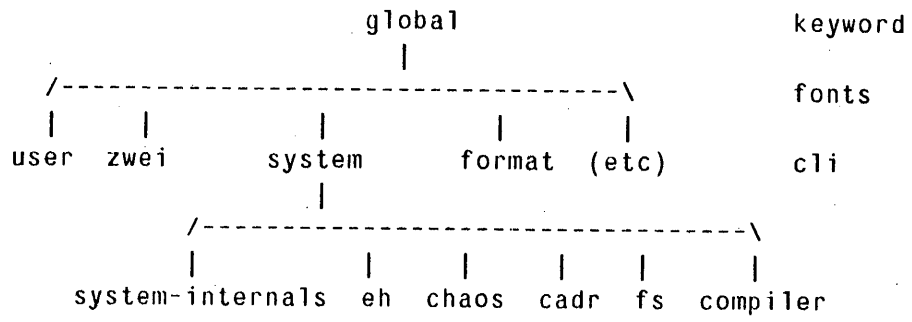 global keyword
|
/-----------------------------------------------\ fonts
| | | | |
user zwei system format (etc) cli
|
/-----------------------------------------------\
| | | | | |
system-internals eh chaos cadr fs compiler